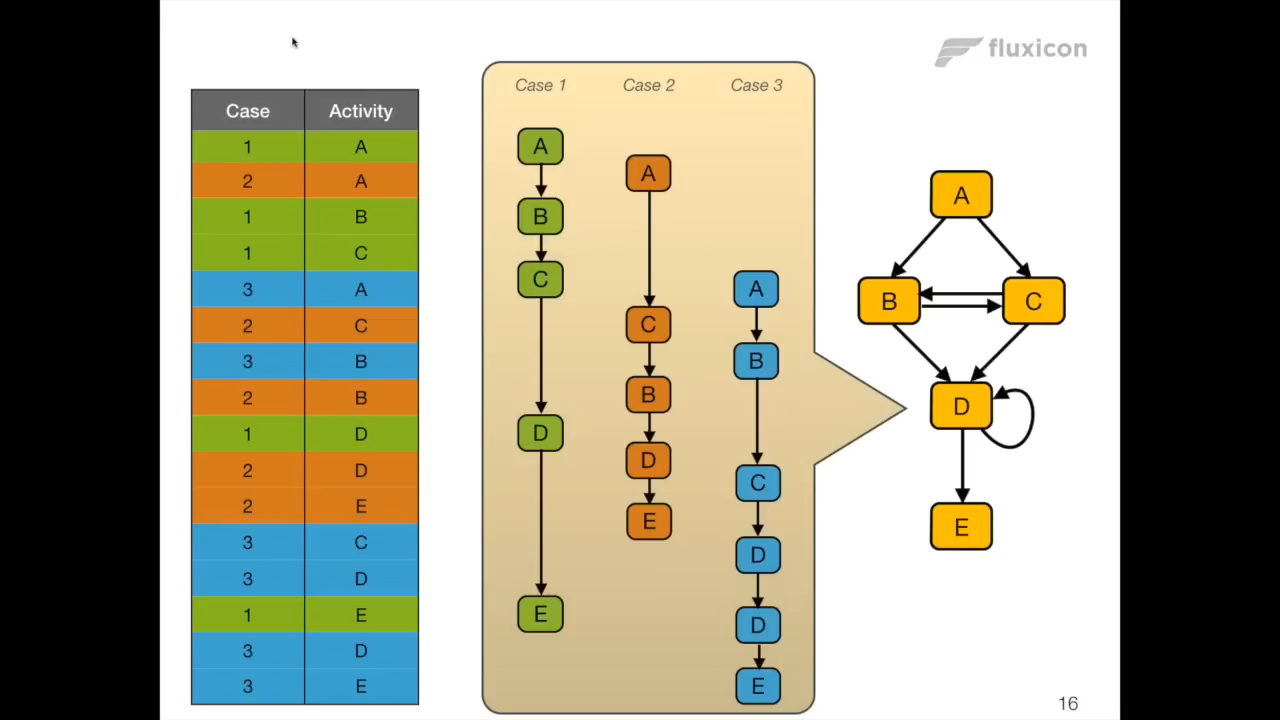 fluxicon
Case Activity
1 A
2 A
1 B
1 C
3 A
2 C
3 B
2 B
1 D
2 D
2 E
3 C
3 D
1 E
3 D
3 E
Case 1 Case 2 Case 3
A
B
C
D
E
A
C
B
D
E
A
B
C
D
D
E
A
B C
D
E
16